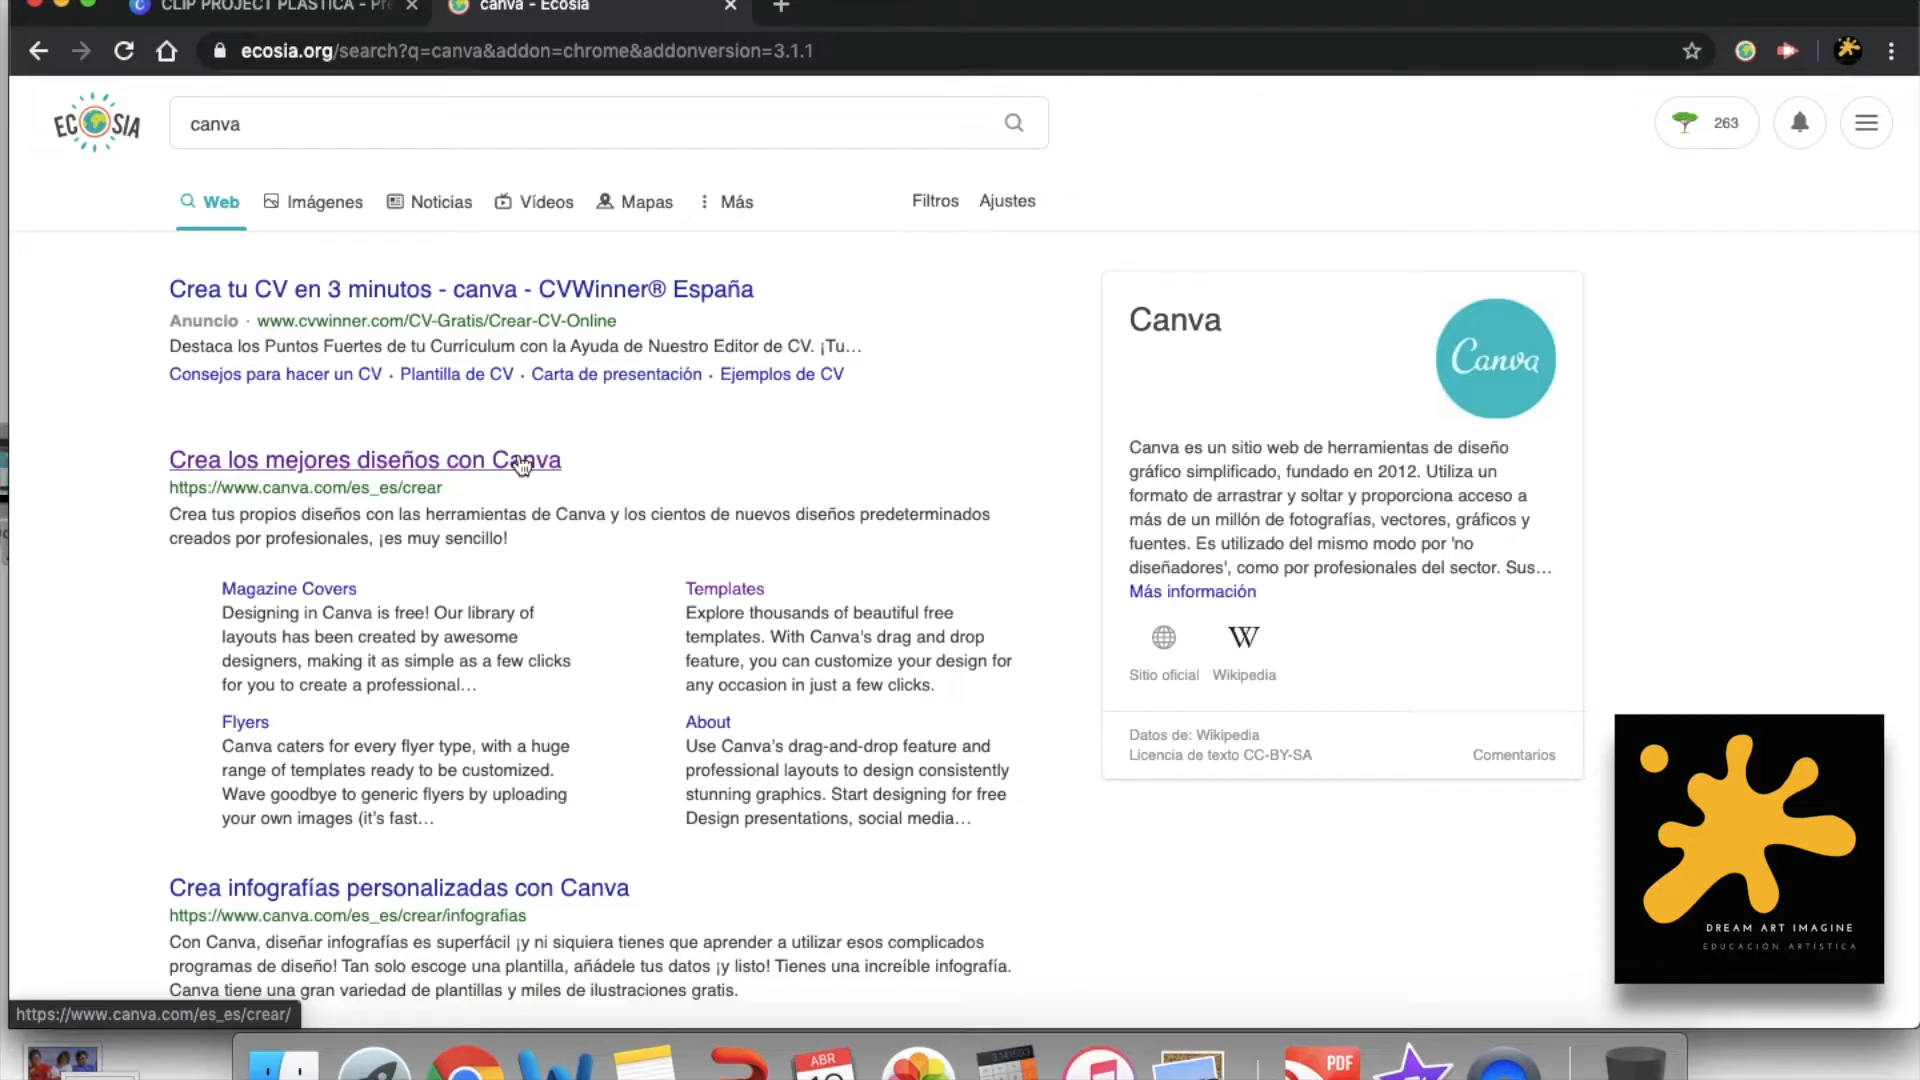 CLIP PROJECT PLÁSTICA - Pre
canva - Ecosia
ecosia.org/search?q=canva&addon=chrome&addonversion=3.1.1
ECOSIA
canva
263
Web
Imágenes
Noticias
Vídeos
Mapas
Más
Filtros
Ajustes
Crea tu CV en 3 minutos - canva - CVWinner® España
Anuncio · www.cvwinner.com/CV-Gratis/Crear-CV-Online
Destaca los Puntos Fuertes de tu Currículum con la Ayuda de Nuestro Editor de CV. ¡Tu...
Consejos para hacer un CV · Plantilla de CV · Carta de presentación · Ejemplos de CV
Crea los mejores diseños con Canva
https://www.canva.com/es_es/crear
Crea tus propios diseños con las herramientas de Canva y los cientos de nuevos diseños predeterminados
creados por profesionales, ¡es muy sencillo!
Magazine Covers
Designing in Canva is free! Our library of
layouts has been created by awesome
designers, making it as simple as a few clicks
for you to create a professional...
Templates
Explore thousands of beautiful free
templates. With Canva's drag and drop
feature, you can customize your design for
any occasion in just a few clicks.
Flyers
Canva caters for every flyer type, with a huge
range of templates ready to be customized.
Wave goodbye to generic flyers by uploading
your own images (it's fast...
About
Use Canva's drag-and-drop feature and
professional layouts to design consistently
stunning graphics. Start designing for free
Design presentations, social media...
Crea infografías personalizadas con Canva
https://www.canva.com/es_es/crear/infografias
Con Canva, diseñar infografías es superfácil ¡y ni siquiera tienes que aprender a utilizar esos complicados
programas de diseño! Tan solo escoge una plantilla, añádele tus datos ¡y listo! Tienes una increíble infografía.
Canva tiene una gran variedad de plantillas y miles de ilustraciones gratis.
Canva
Canva
Canva es un sitio web de herramientas de diseño
gráfico simplificado, fundado en 2012. Utiliza un
formato de arrastrar y soltar y proporciona acceso a
más de un millón de fotografías, vectores, gráficos y
fuentes. Es utilizado del mismo modo por 'no
diseñadores', como por profesionales del sector. Sus...
Más información
W
Sitio oficial
Wikipedia
Datos de: Wikipedia
Licencia de texto CC-BY-SA
Comentarios
DREAM ART IMAGINE
EDUCACIÓN ARTÍSTICA
https://www.canva.com/es_es/crear/
ABR
PDF